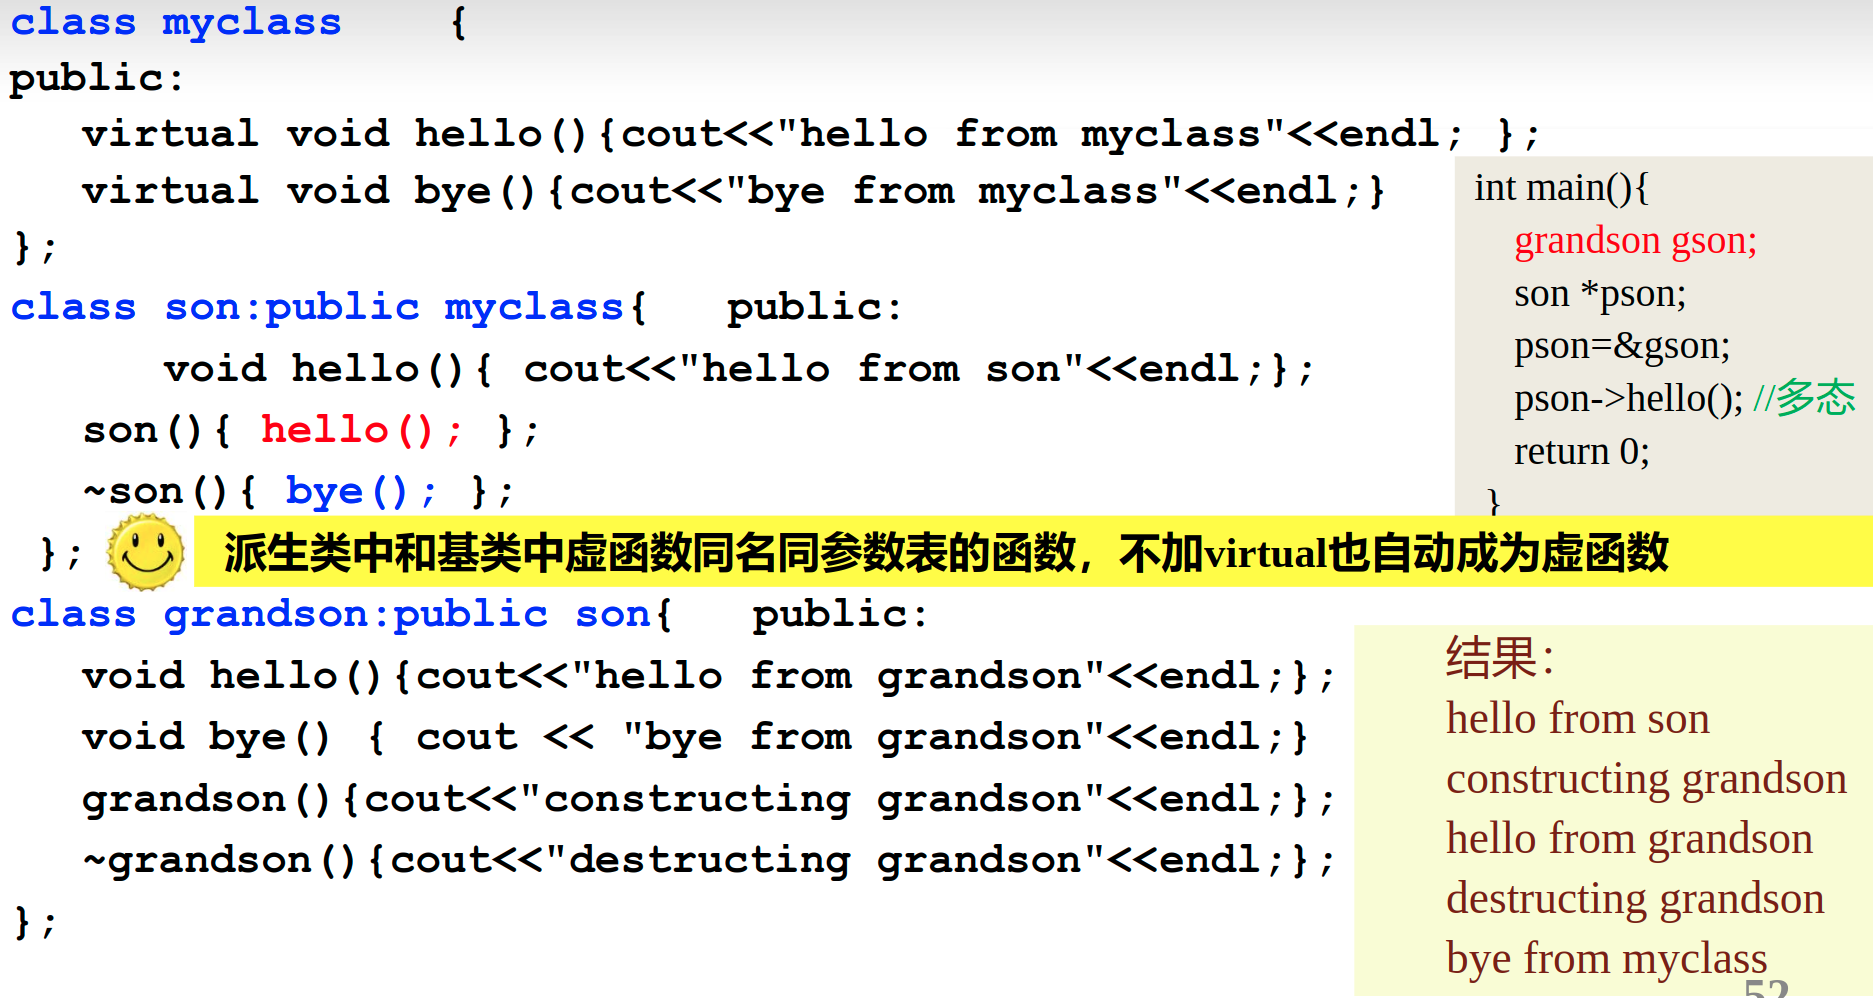 class myclass    {
public:
virtual void hello(){cout<<"hello from myclass"<<endl; };
virtual void bye(){cout<<"bye from myclass"<<endl;}
};
class son:public myclass{   public:
void hello(){ cout<<"hello from son"<<endl;};
son(){ hello(); };
~son(){ bye(); };
};
派生类中和基类中虚函数同名同参数表的函数，不加virtual也自动成为虚函数
class grandson:public son{   public:
void hello(){cout<<"hello from grandson"<<endl;};
void bye() { cout << "bye from grandson"<<endl;}
grandson(){cout<<"constructing grandson"<<endl;};
~grandson(){cout<<"destructing grandson"<<endl;};
};
int main(){
grandson gson;
son *pson;
pson=&gson;
pson->hello(); //多态
return 0;
}
结果：
hello from son
constructing grandson
hello from grandson
destructing grandson
bye from myclass
52